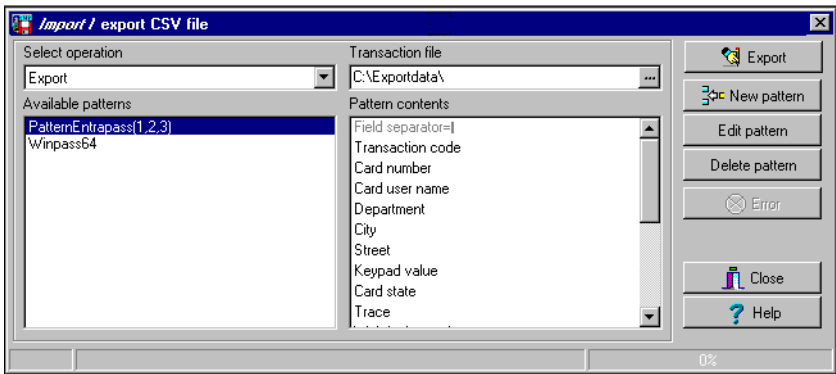 Import / export CSV file
Select operation
Export
Available patterns
PatternEntrapass(1,2,3)
Winpass64
Transaction file
C:\Exportdata\
...
Pattern contents
Field separator=|
Transaction code
Card number
Card user name
Department
City
Street
Keypad value
Card state
Trace
Export
New pattern
Edit pattern
Delete pattern
Error
Close
Help
0%